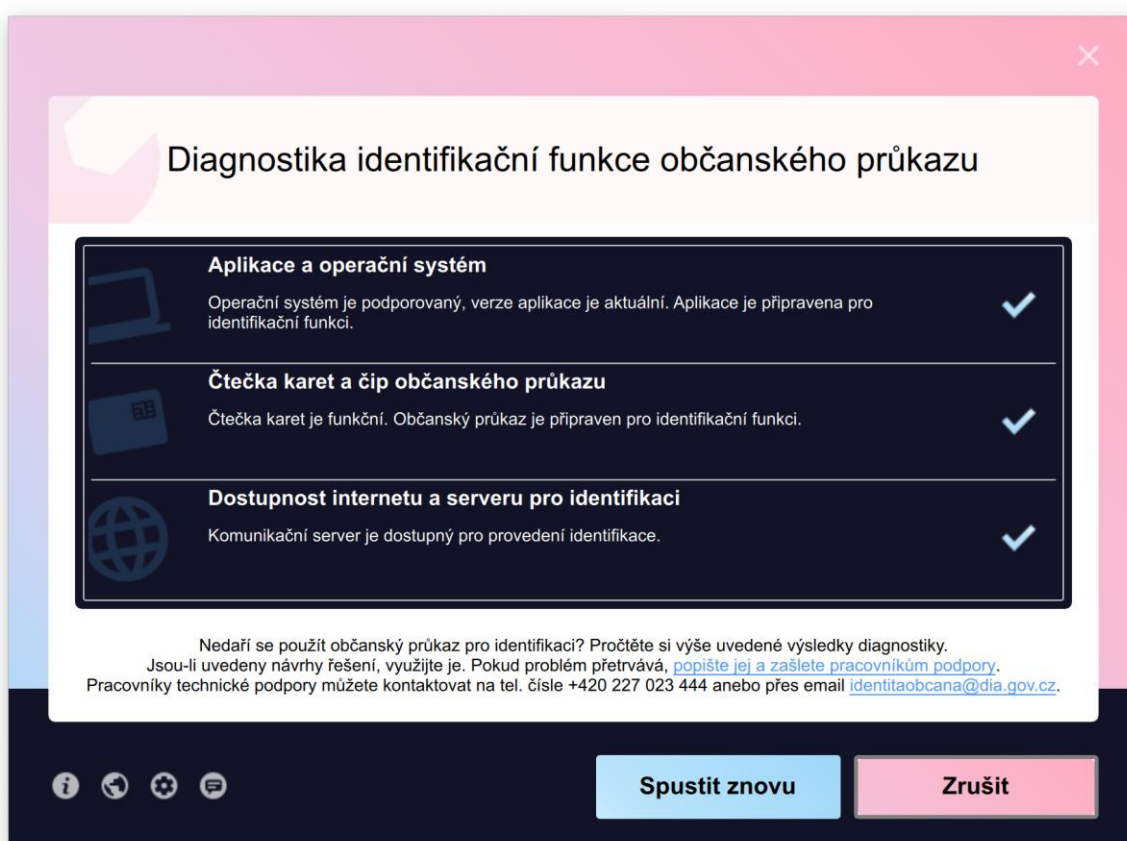 Diagnostika identifikační funkce občanského průkazu
Aplikace a operační systém
Operační systém je podporovaný, verze aplikace je aktuální. Aplikace je připravena pro
identifikační funkci.
Čtečka karet a čip občanského průkazu
Čtečka karet je funkční. Občanský průkaz je připraven pro identifikační funkci.
Dostupnost internetu a serveru pro identifikaci
Komunikační server je dostupný pro provedení identifikace.
Nedaří se použít občanský průkaz pro identifikaci? Pročtěte si výše uvedené výsledky diagnostiky.
Jsou-li uvedeny návrhy řešení, využijte je. Pokud problém přetrvává, popište jej a zašlete pracovníkům podpory.
Pracovníky technické podpory můžete kontaktovat na tel. čísle +420 227 023 444 anebo přes email identitaobcana@dia.gov.cz.
Spustit znovu
Zrušit